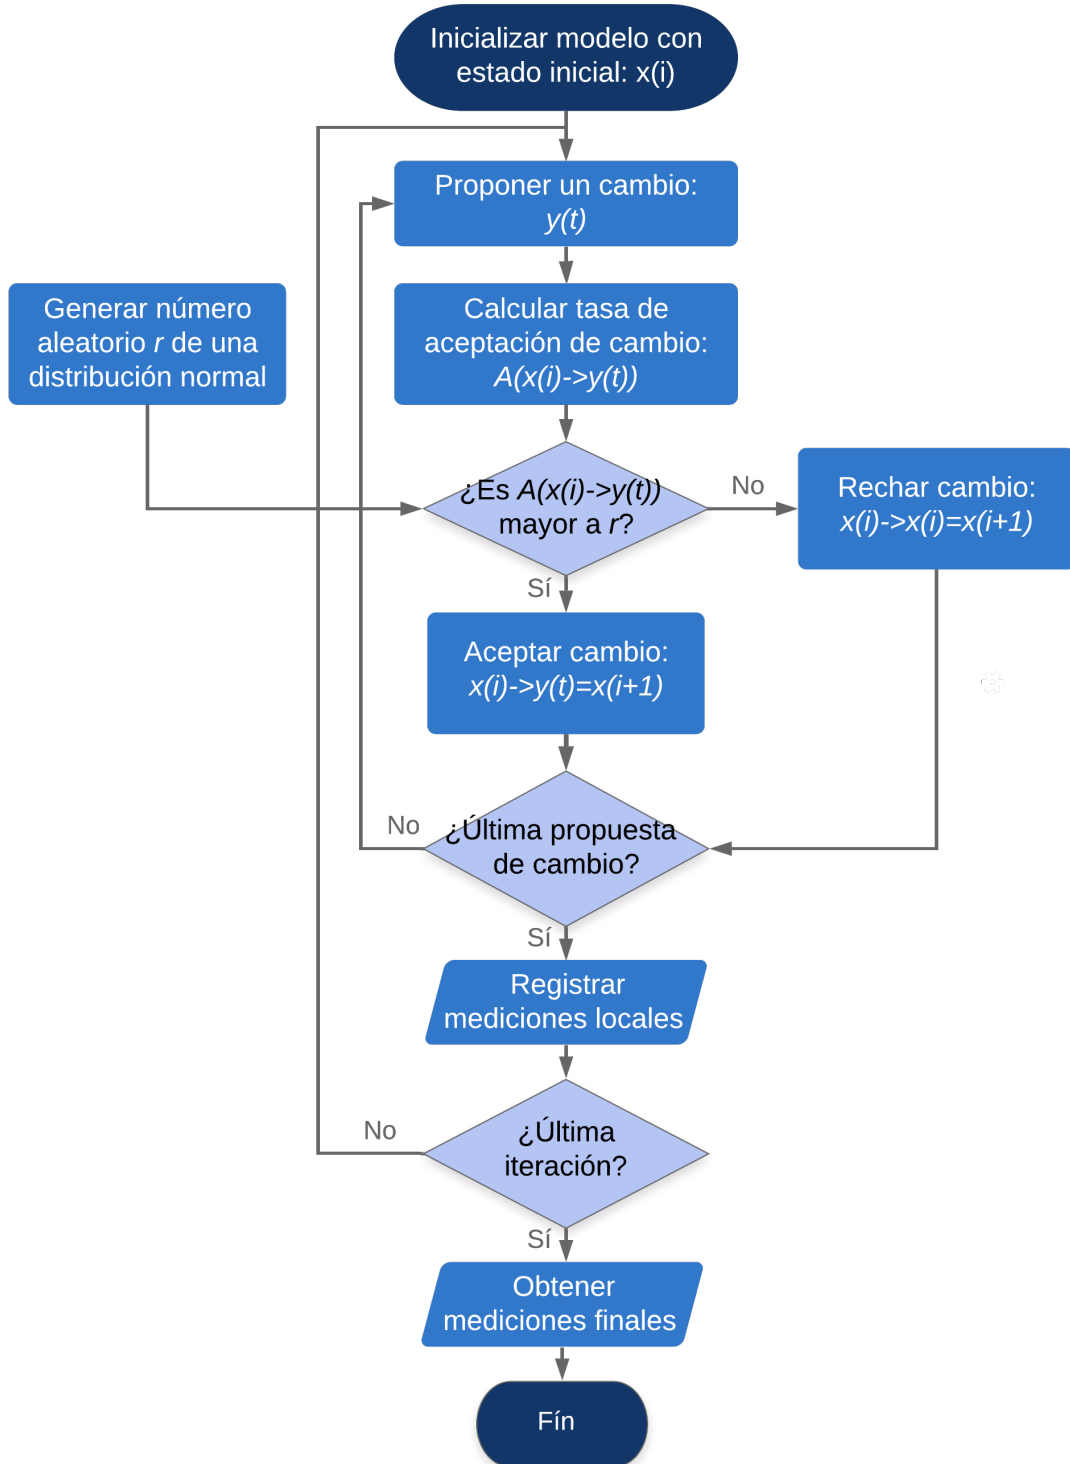 Inicializar modelo con
estado inicial: x(i)
Proponer un cambio:
y(t)
Generar número
aleatorio r de una
distribución normal
Calcular tasa de
aceptación de cambio:
A(x(i)->y(t))
¿Es A(x(i)->y(t))
mayor a r?
No
Rechar cambio:
x(i)->x(i)=x(i+1)
Sí
Aceptar cambio:
x(i)->y(t)=x(i+1)
No
¿Última propuesta
de cambio?
Sí
Registrar
mediciones locales
No
¿Última
iteración?
Sí
Obtener
mediciones finales
Fín